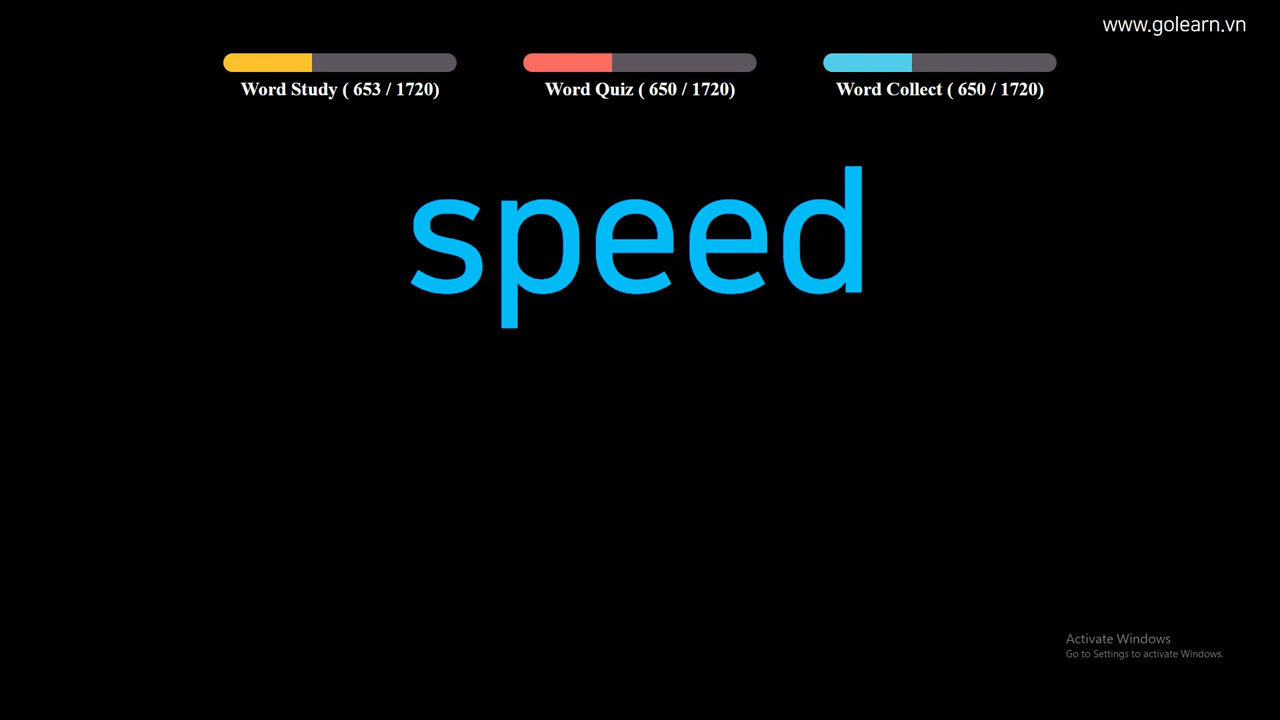 www.golearn.vn
Word Study ( 653 / 1720)
Word Quiz ( 650 / 1720)
Word Collect ( 650 / 1720)
speed
Activate Windows
Go to Settings to activate Windows.